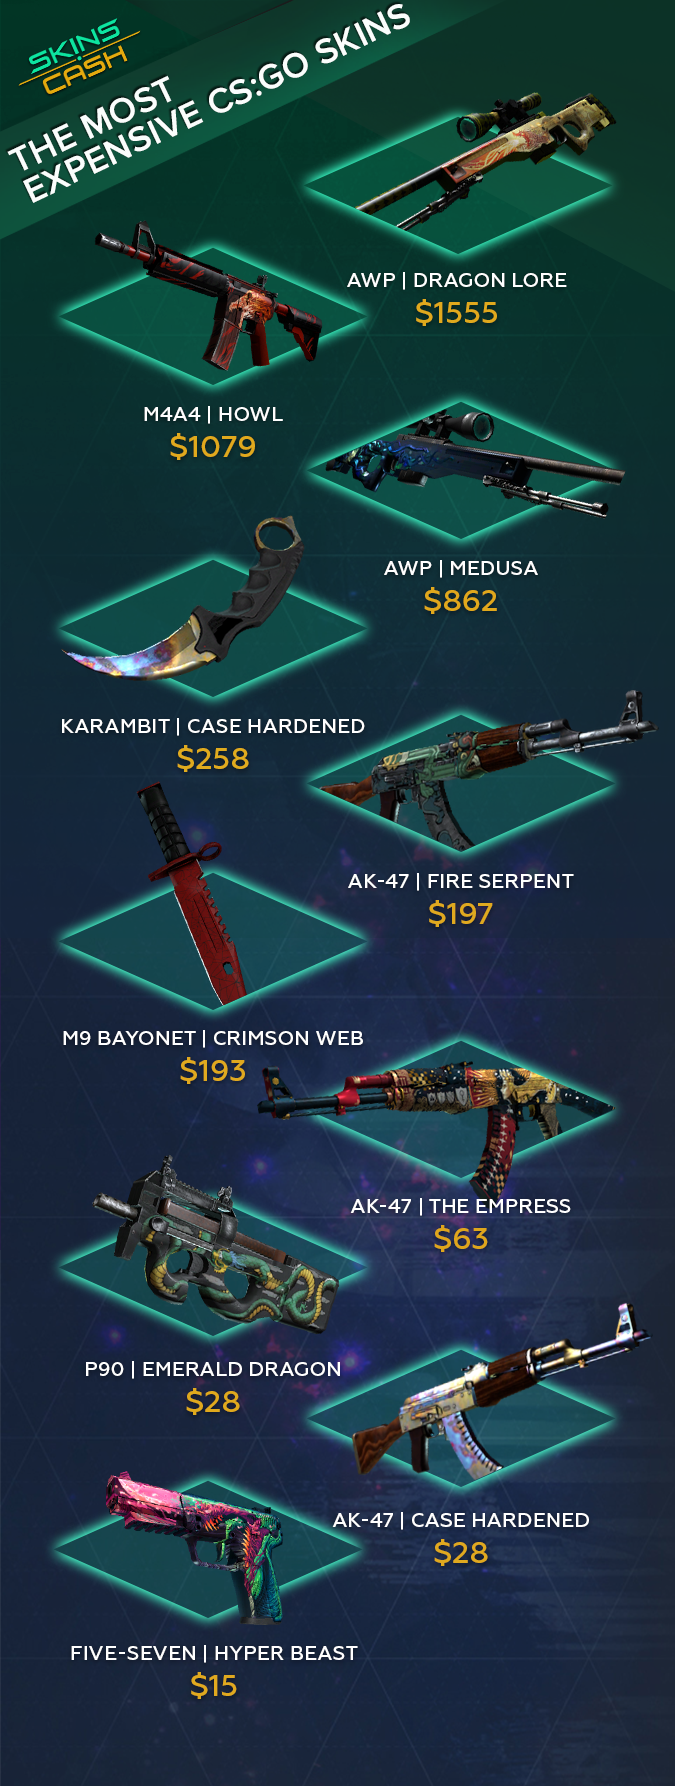 SKINS
CASH
THE MOST
EXPENSIVE CS:GO SKINS
AWP | DRAGON LORE
$1555
M4A4 | HOWL
$1079
AWP | MEDUSA
$862
KARAMBIT | CASE HARDENED
$258
AK-47 | FIRE SERPENT
$197
M9 BAYONET | CRIMSON WEB
$193
AK-47 | THE EMPRESS
$63
P90 | EMERALD DRAGON
$28
AK-47 | CASE HARDENED
$28
FIVE-SEVEN | HYPER BEAST
$15